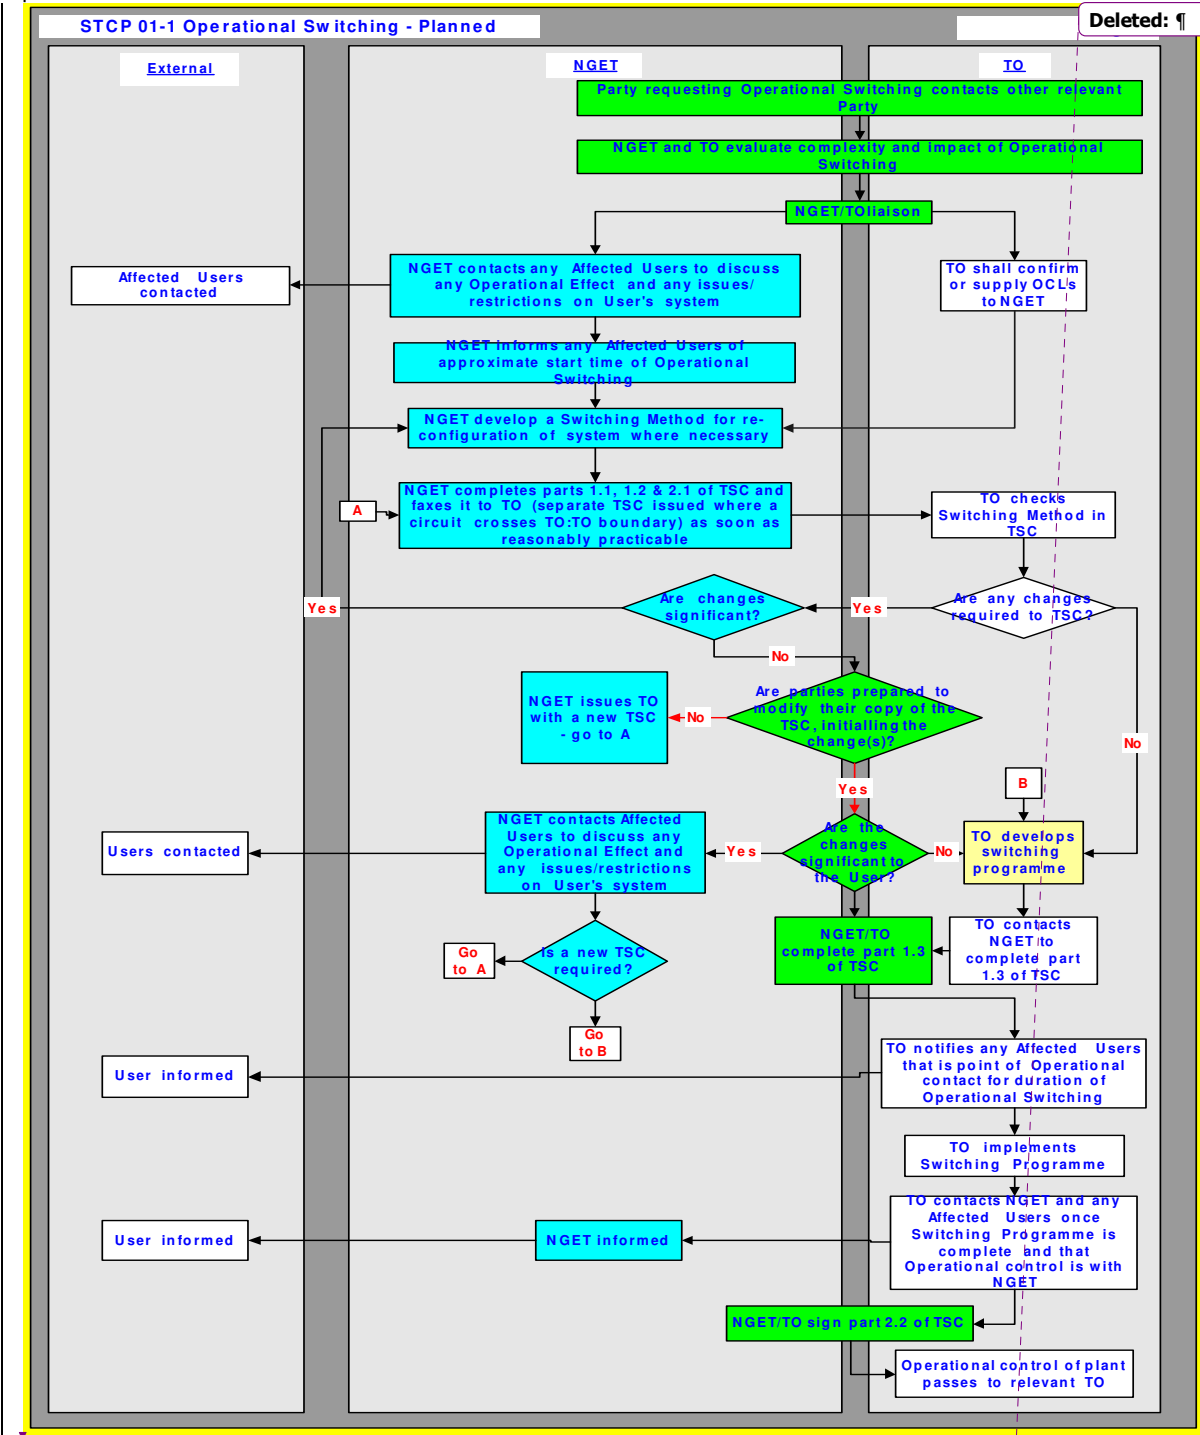 Deleted: ¶
STCP 01-1 Operational Switching - Planned
External
NGET
TO
Party requesting Operational Switching contacts other relevant
Party
NGET and TO evaluate complexity and impact of Operational
Switching
NGET/TO liaison
NGET contacts any Affected Users to discuss
any Operational Effect and any issues/
restrictions on User's system
Affected Users
contacted
TO shall confirm
or supply OCLs
to NGET
NGET informs any Affected Users of
approximate start time of Operational
Switching
NGET develop a Switching Method for re-
configuration of system where necessary
A
NGET completes parts 1.1, 1.2 & 2.1 of TSC and
faxes it to TO (separate TSC issued where a
circuit crosses TO:TO boundary) as soon as
reasonably practicable
TO checks
Switching Method in
TSC
Yes
Are changes
significant?
Yes
Are any changes
required to TSC?
No
NGET issues TO
with a new TSC
- go to A
No
Are parties prepared to
modify their copy of the
TSC, initialling the
change(s)?
No
Yes
B
Users contacted
NGET contacts Affected
Users to discuss any
Operational Effect and
any issues/restrictions
on User's system
Yes
Are the
changes
significant to
the User?
No
TO develops
switching
programme
Go
to A
Is a new TSC
required?
NGET/TO
complete part 1.3
of TSC
TO contacts
NGET to
complete part
1.3 of TSC
Go
to B
User informed
TO notifies any Affected Users
that is point of Operational
contact for duration of
Operational Switching
TO implements
Switching Programme
User informed
NGET informed
TO contacts NGET and any
Affected Users once
Switching Programme is
complete and that
Operational control is with
NGET
NGET/TO sign part 2.2 of TSC
Operational control of plant
passes to relevant TO